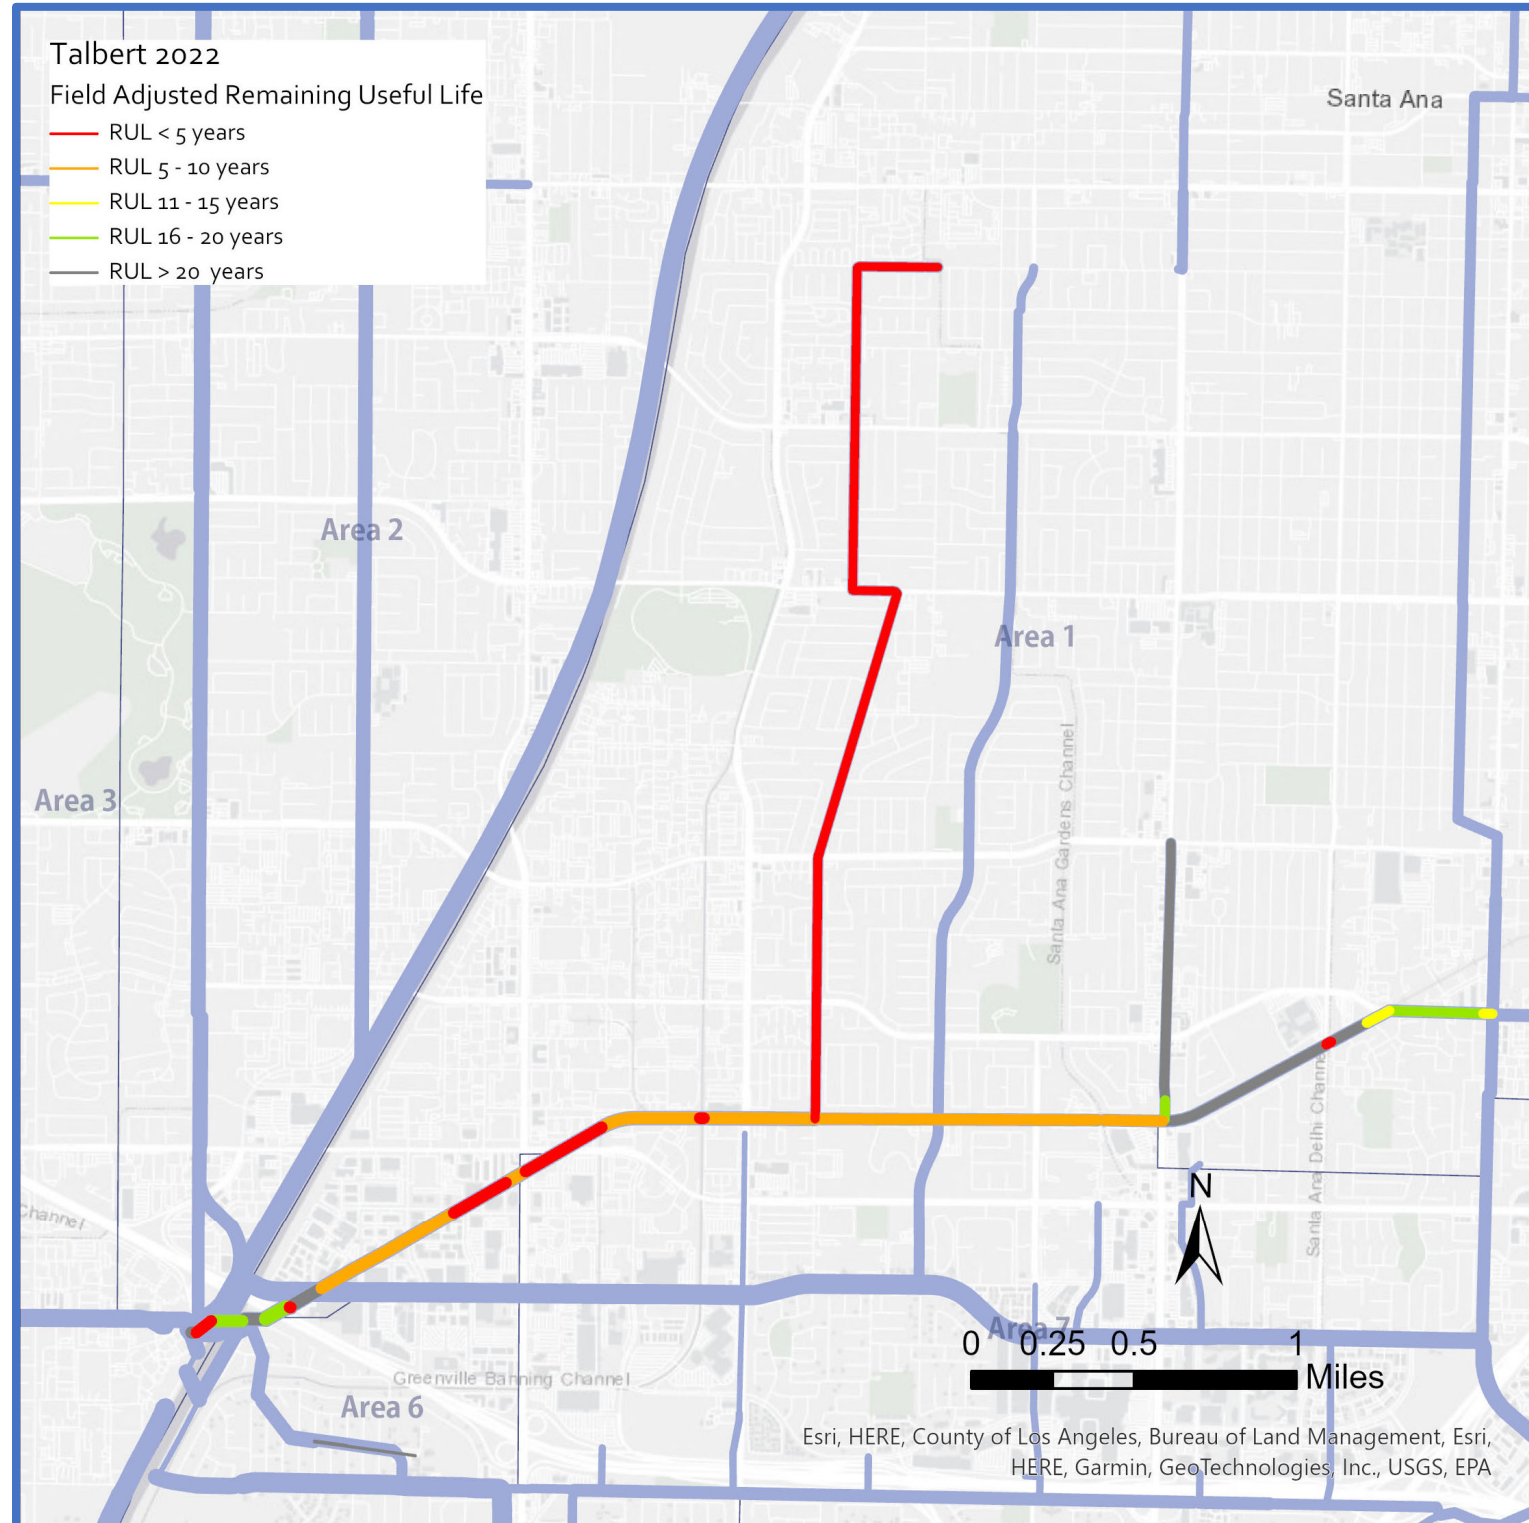 Talbert 2022
Field Adjusted Remaining Useful Life
RUL < 5 years
RUL 5 - 10 years
RUL 11 - 15 years
RUL 16 - 20 years
RUL > 20 years
Santa Ana
Area 2
Area 1
Santa Ana Gardens Channel
Area 3
Santa Ana Delhi Channel
N
Channel
Area 7
0 0.25 0.5 1
Miles
Greenville Banning Channel
Area 6
Esri, HERE, County of Los Angeles, Bureau of Land Management, Esri,
HERE, Garmin, GeoTechnologies, Inc., USGS, EPA